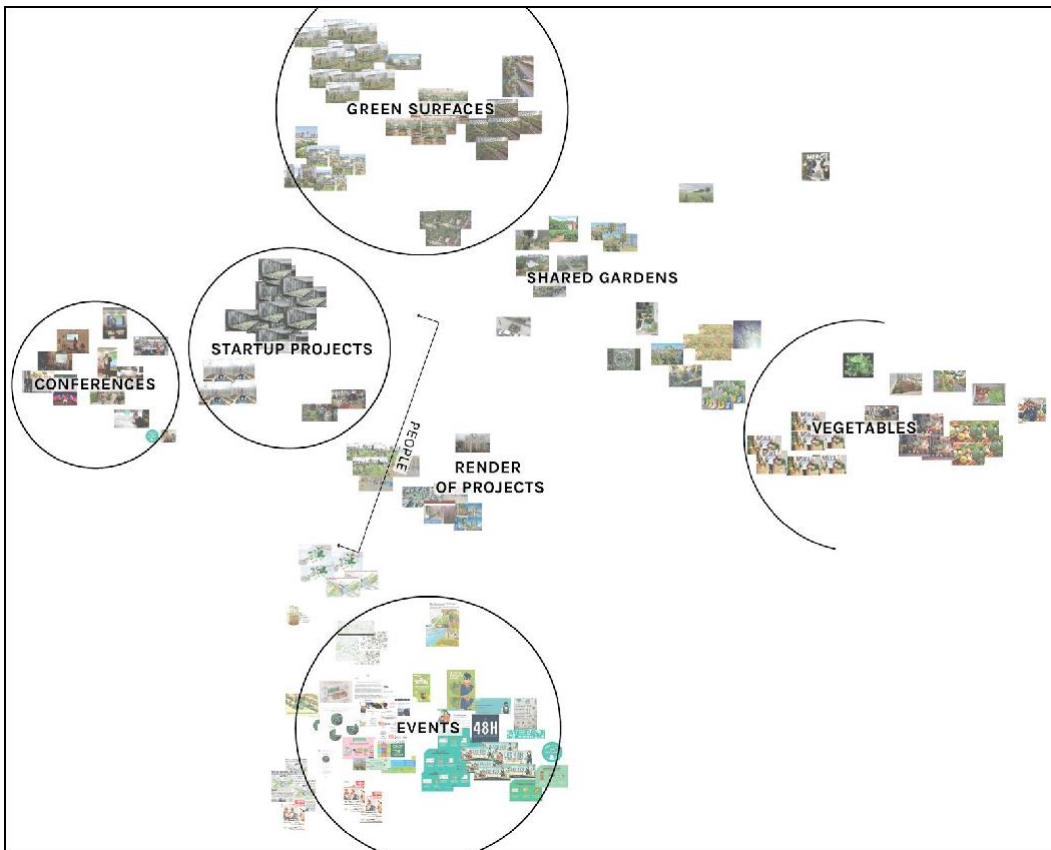 GREEN SURFACES
SHARED GARDENS
STARTUP PROJECTS
CONFERENCES
VEGETABLES
PEOPLE
RENDER
OF PROJECTS
EVENTS
48H